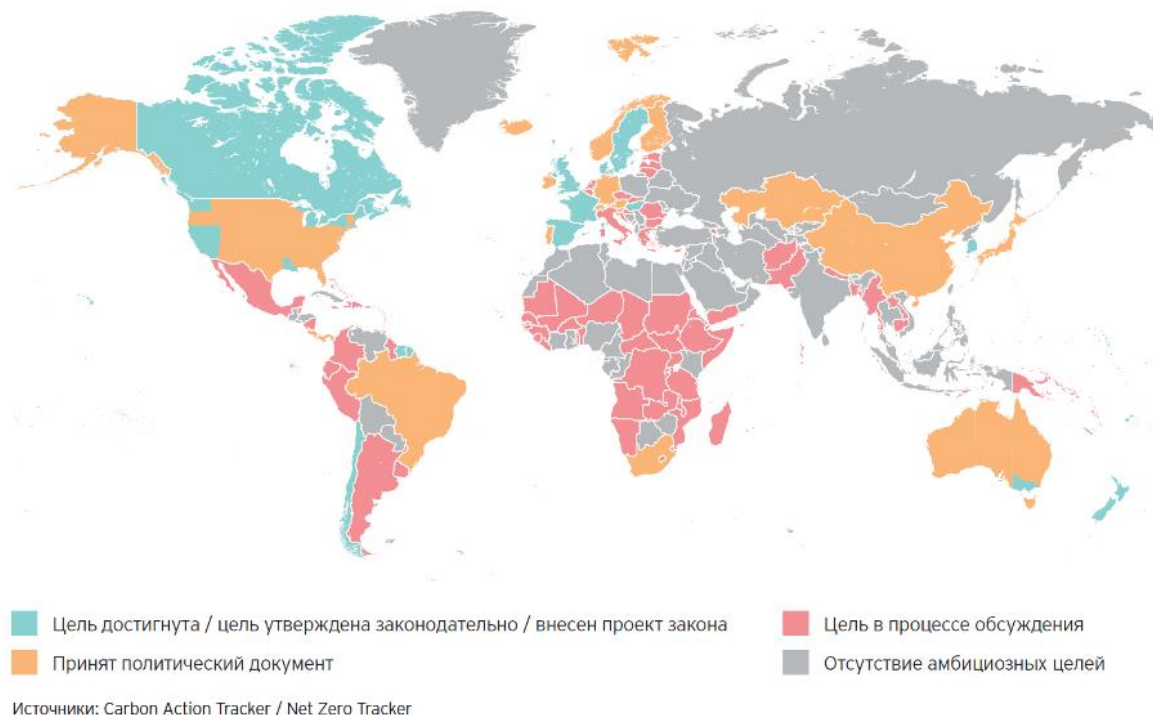 Цель достигнута / цель утверждена законодательно / внесен проект закона
Принят политический документ
Цель в процессе обсуждения
Отсутствие амбициозных целей
Источники: Carbon Action Tracker / Net Zero Tracker